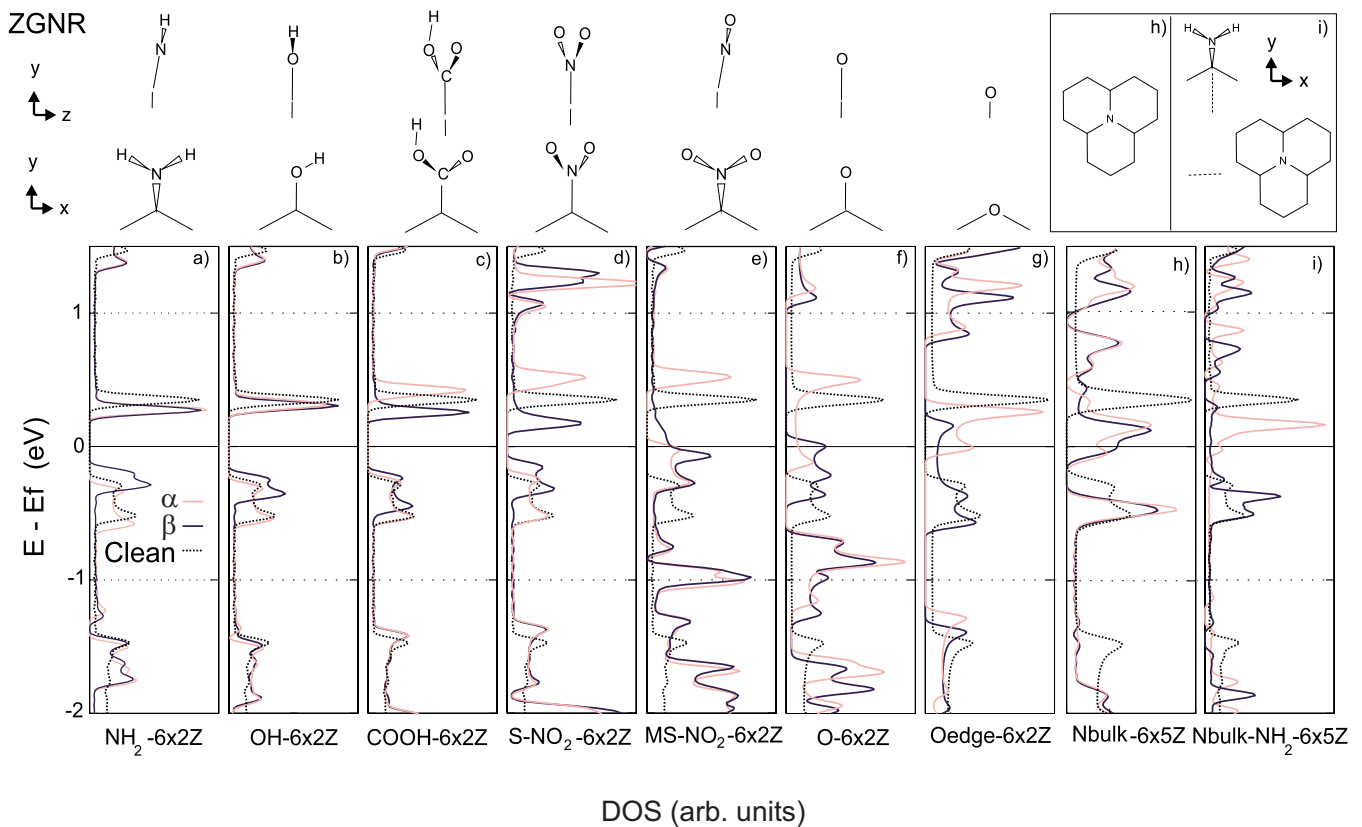 ZGNR
H
N
y
z
H
O
H
O
C
O
O
O
N
O
N
O
O
h)
N
i)
H
H
N
y
x
N
y
x
H
H
N
O
H
H
O
C
O
O
O
N
O
O
N
O
O
a)
b)
c)
d)
e)
f)
g)
h)
i)
1
0
-1
-2
E - Ef (eV)
α
β
Clean
NH2 -6x2Z
OH-6x2Z
COOH-6x2Z
S-NO2-6x2Z
MS-NO2-6x2Z
O-6x2Z
Oedge-6x2Z
Nbulk -6x5Z
Nbulk-NH2-6x5Z
DOS (arb. units)